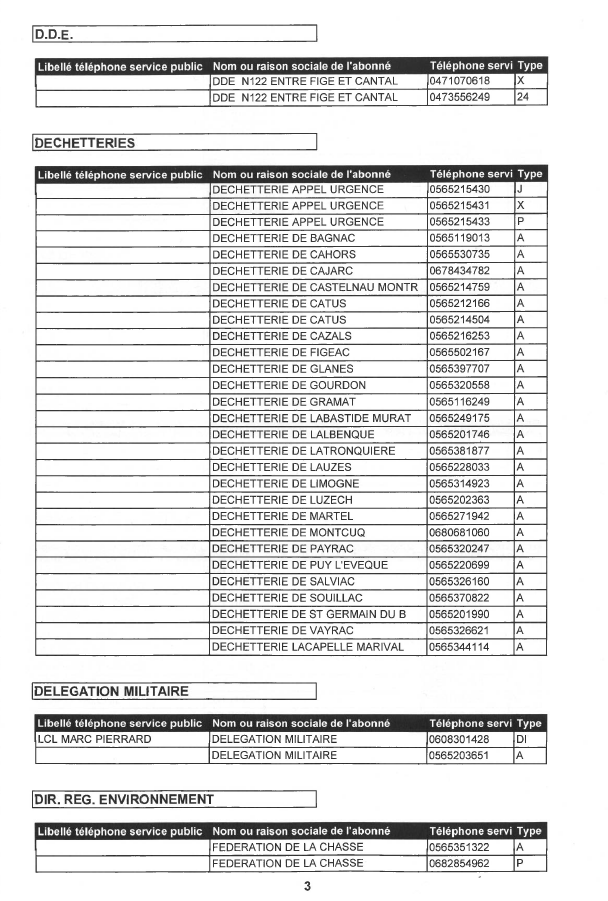 D.D.E.
Libellé téléphone service public Nom ou raison sociale de l'abonné Téléphone servi Type
DDE N122 ENTRE FIGE ET CANTAL 0471070618 X
DDE N122 ENTRE FIGE ET CANTAL 0473556249 24
DECHETTERIES
Libellé téléphone service public Nom ou raison sociale de l'abonné Téléphone servi Type
DECHETTERIE APPEL URGENCE 0565215430 J
DECHETTERIE APPEL URGENCE 0565215431 X
DECHETTERIE APPEL URGENCE 0565215433 P
DECHETTERIE DE BAGNAC 0565119013 A
DECHETTERIE DE CAHORS 0565530735 A
DECHETTERIE DE CAJARC 0678434782 A
DECHETTERIE DE CASTELNAU MONTR 0565214759 A
DECHETTERIE DE CATUS 0565212166 A
DECHETTERIE DE CATUS 0565214504 A
DECHETTERIE DE CAZALS 0565216253 A
DECHETTERIE DE FIGEAC 0565502167 A
DECHETTERIE DE GLANES 0565397707 A
DECHETTERIE DE GOURDON 0565320558 A
DECHETTERIE DE GRAMAT 0565116249 A
DECHETTERIE DE LABASTIDE MURAT 0565249175 A
DECHETTERIE DE LALBENQUE 0565201746 A
DECHETTERIE DE LATRONQUIERE 0565381877 A
DECHETTERIE DE LAUZES 0565228033 A
DECHETTERIE DE LIMOGNE 0565314923 A
DECHETTERIE DE LUZECH 0565202363 A
DECHETTERIE DE MARTEL 0565271942 A
DECHETTERIE DE MONTCUQ 0680681060 A
DECHETTERIE DE PAYRAC 0565320247 A
DECHETTERIE DE PUY L'EVEQUE 0565220699 A
DECHETTERIE DE SALVIAC 0565326160 A
DECHETTERIE DE SOUILLAC 0565370822 A
DECHETTERIE DE ST GERMAIN DU B 0565201990 A
DECHETTERIE DE VAYRAC 0565326621 A
DECHETTERIE LACAPELLE MARIVAL 0565344114 A
DELEGATION MILITAIRE
Libellé téléphone service public Nom ou raison sociale de l'abonné Téléphone servi Type
LCL MARC PIERRARD DELEGATION MILITAIRE 0608301428 DI
DELEGATION MILITAIRE 0565203651 A
DIR. REG. ENVIRONNEMENT
Libellé téléphone service public Nom ou raison sociale de l'abonné Téléphone servi Type
FEDERATION DE LA CHASSE 0565351322 A
FEDERATION DE LA CHASSE 0682854962 P
3